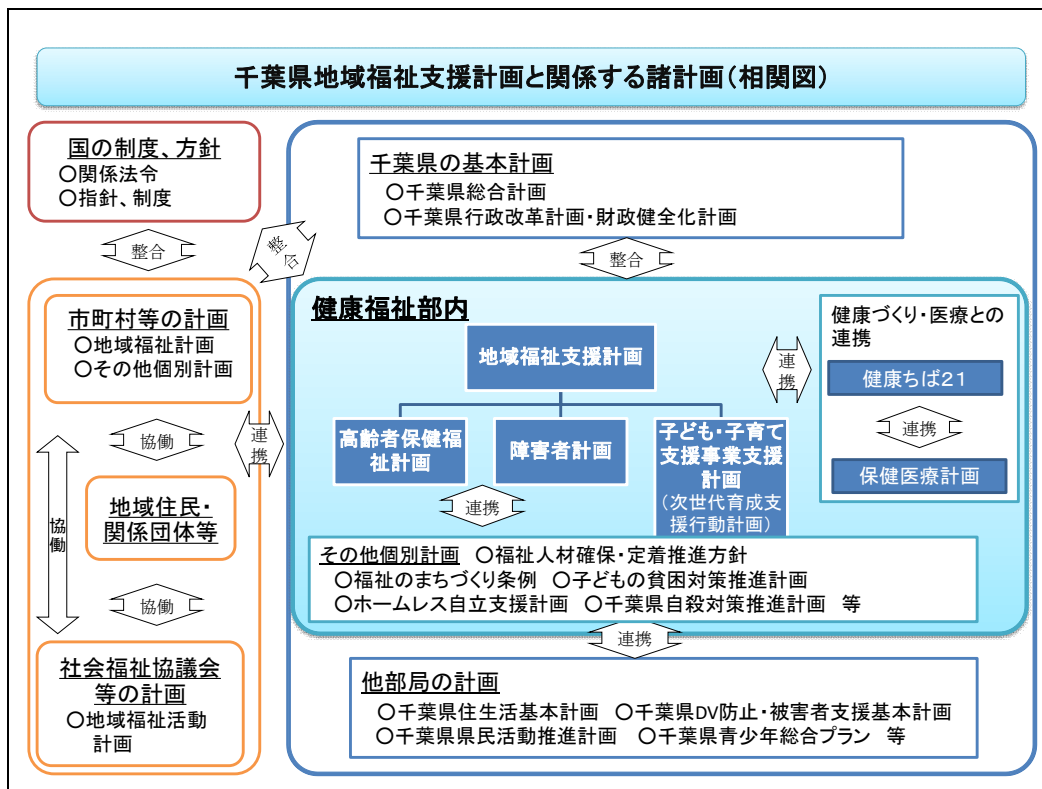 千葉県地域福祉支援計画と関係する諸計画（相関図）
国の制度、方針
○関係法令
○指針、制度
整合
整合
市町村等の計画
○地域福祉計画
○その他個別計画
協働
協働
地域住民・
関係団体等
協働
社会福祉協議会
等の計画
○地域福祉活動
計画
連携
千葉県の基本計画
○千葉県総合計画
○千葉県行政改革計画・財政健全化計画
整合
健康福祉部内
地域福祉支援計画
高齢者保健福
祉計画
障害者計画
子ども・子育て
支援事業支援
計画
（次世代育成支
援行動計画）
連携
連携
健康づくり・医療との
連携
健康ちば２１
連携
保健医療計画
その他個別計画　○福祉人材確保・定着推進方針
○福祉のまちづくり条例　○子どもの貧困対策推進計画
○ホームレス自立支援計画　○千葉県自殺対策推進計画　等
連携
他部局の計画
○千葉県住生活基本計画　○千葉県DV防止・被害者支援基本計画
○千葉県県民活動推進計画　○千葉県青少年総合プラン　等